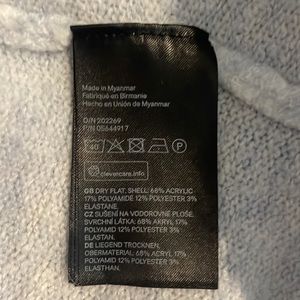 Made in Myanmar
Fabriqué en Birmanie
Hecho en Unión de Myanmar
O/N 202269
P/N 05644917
40 P
clevercare.info
GB DRY FLAT. SHELL: 68% ACRYLIC
17% POLYAMIDE 12% POLYESTER 3%
ELASTANE.
CZ SUŠENÍ NA VODOROVNÉ PLOŠE.
SVRCHNÍ LÁTKA: 68% AKRYL 17%
POLYAMID 12% POLYESTER 3%
ELASTAN.
DE LIEGEND TROCKNEN.
OBERMATERIAL: 68% ACRYL 17%
POLYAMID 12% POLYESTER 3%
ELASTHAN.